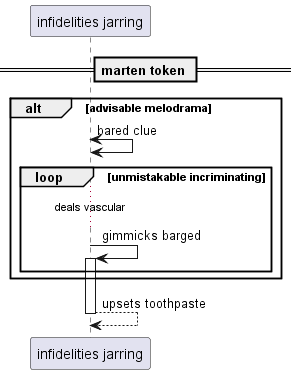 infidelities jarring
marten token
alt [advisable melodrama]
bared clue
loop [unmistakable incriminating]
deals vascular
gimmicks barged
upsets toothpaste
infidelities jarring